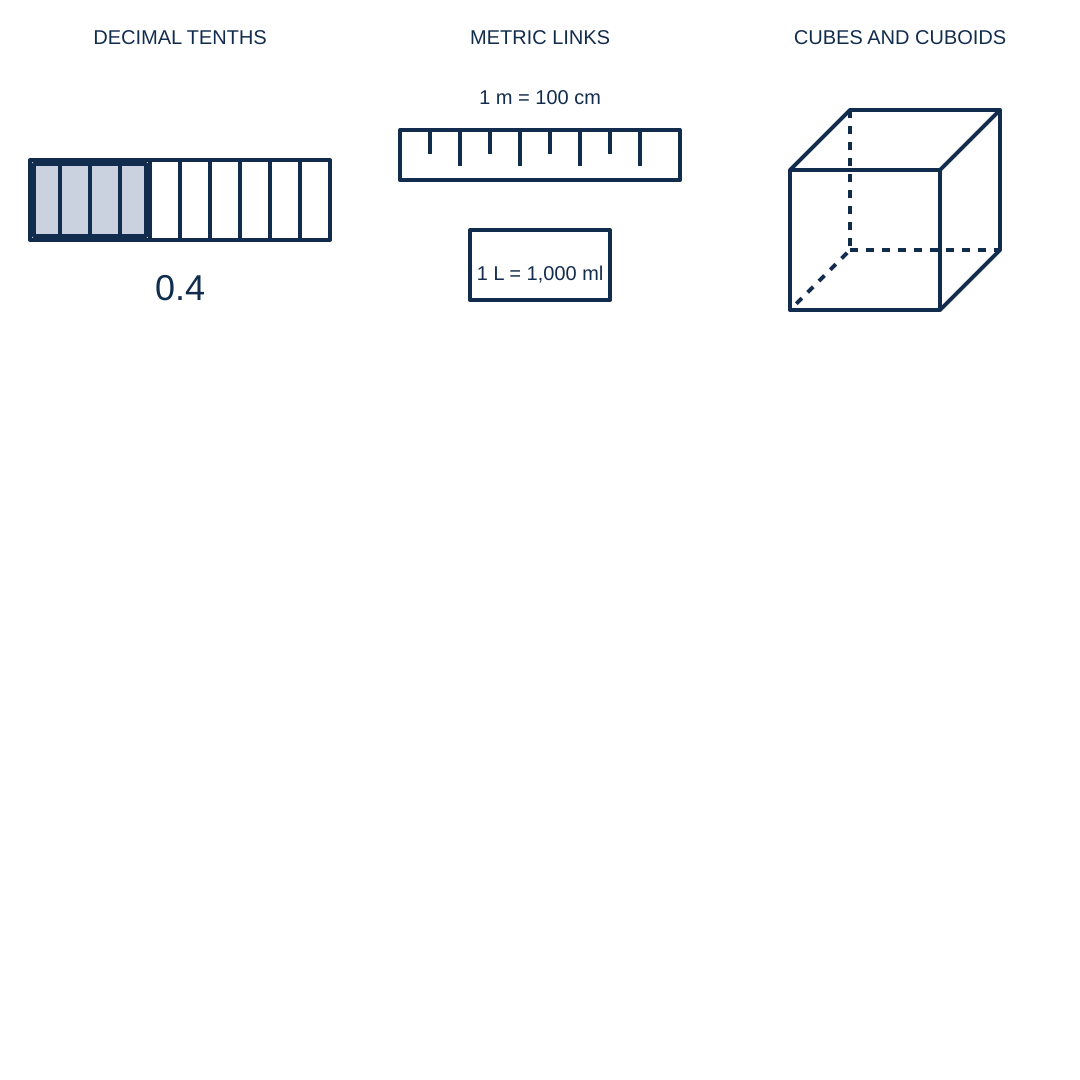 DECIMAL TENTHS
0.4
METRIC LINKS
1 m = 100 cm
1 L = 1,000 ml
CUBES AND CUBOIDS